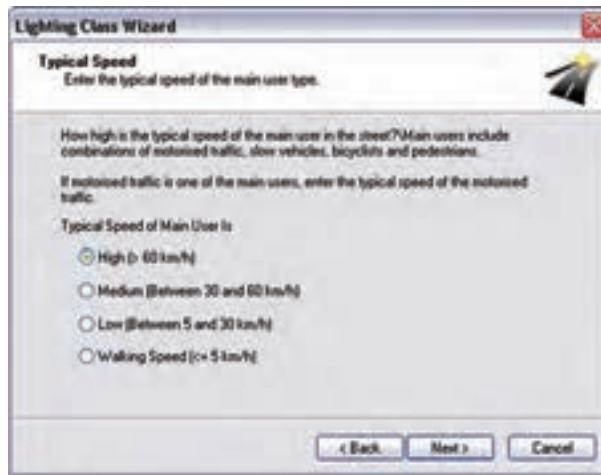 Lighting Class Wizard
Typical Speed
Enter the typical speed of the main user type.
How high is the typical speed of the main user in the street?\Main users include
combinations of motorised traffic, slow vehicles, bicyclists and pedestrians.
If motorised traffic is one of the main users, enter the typical speed of the motorised
traffic.
Typical Speed of Main User Is
High (> 60 km/h)
Medium (Between 30 and 60 km/h)
Low (Between 5 and 30 km/h)
Walking Speed (<= 5 km/h)
< Back
Next >
Cancel